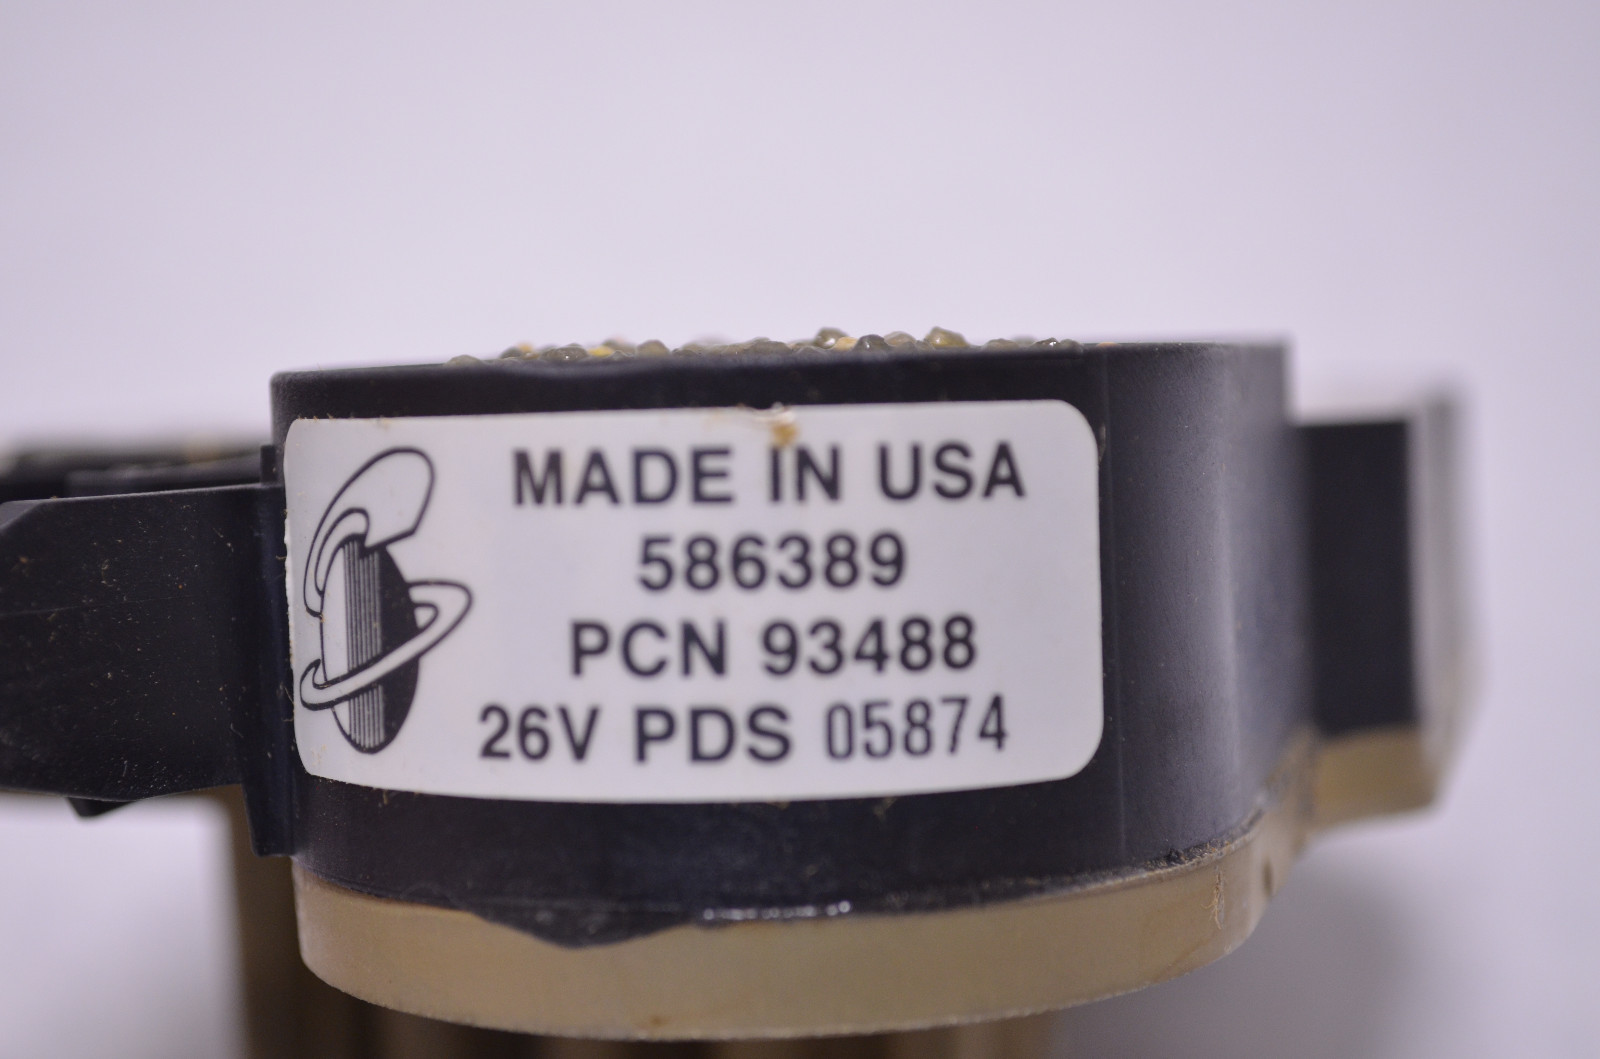 MADE IN USA
586389
PCN 93488
26V PDS 05874